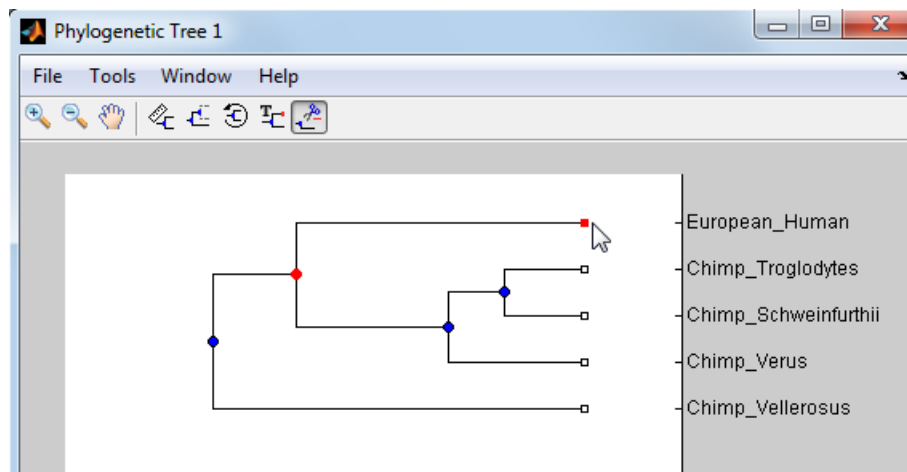 Phylogenetic Tree 1
File Tools Window Help
European_Human
Chimp_Troglodytes
Chimp_Schweinfurthii
Chimp_Verus
Chimp_Vellerosus